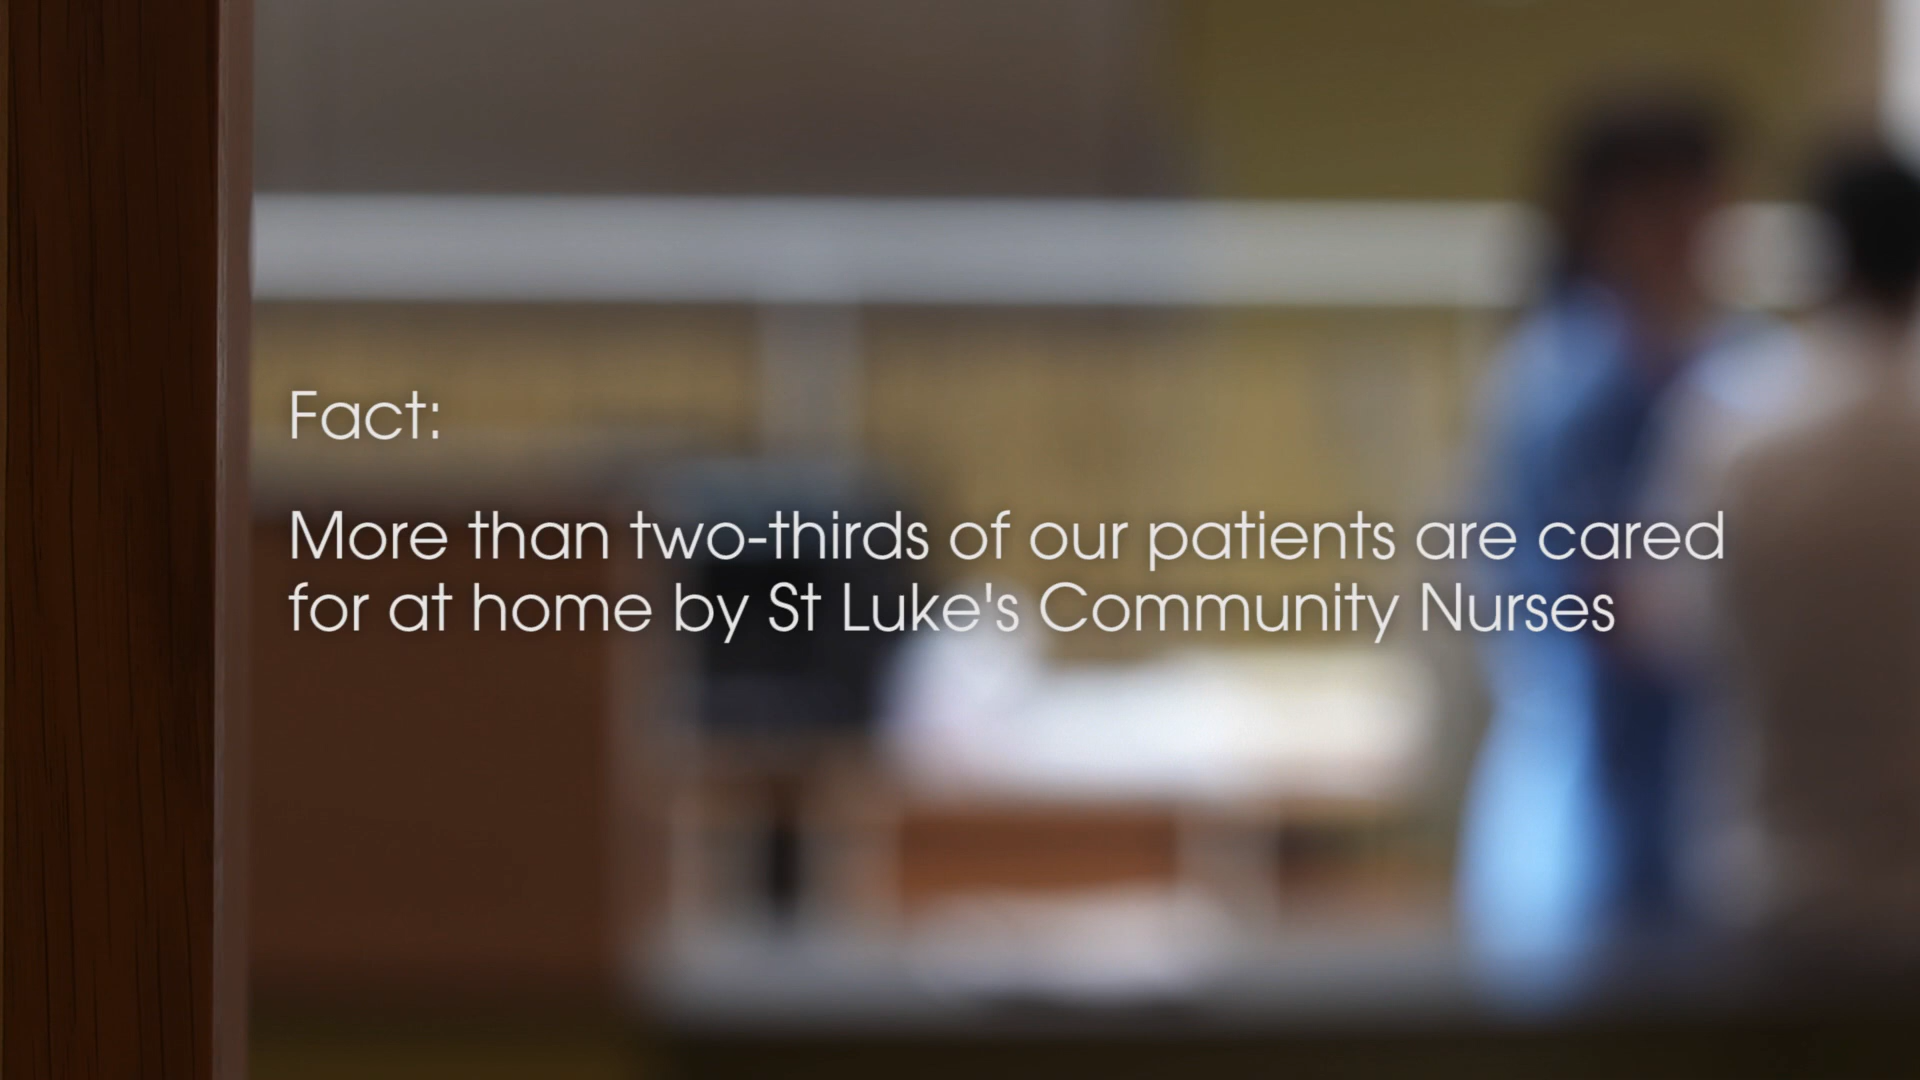 Fact:
More than two-thirds of our patients are cared
for at home by St Luke's Community Nurses